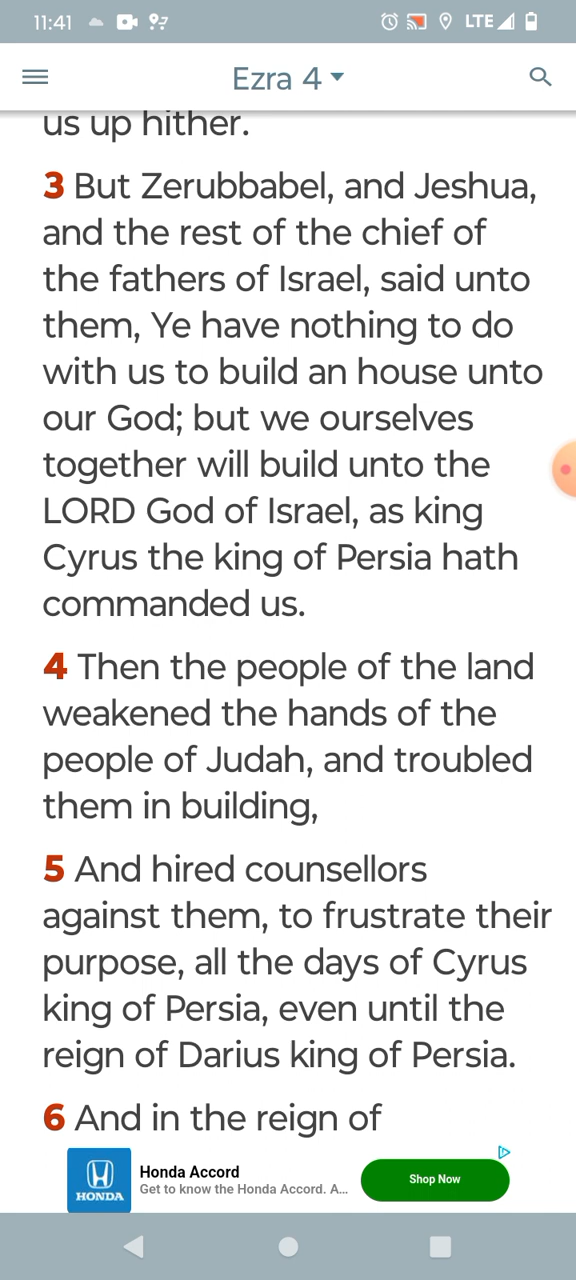 11:41
LTE
Ezra 4
us up hither.
3 But Zerubbabel, and Jeshua,
and the rest of the chief of
the fathers of Israel, said unto
them, Ye have nothing to do
with us to build an house unto
our God; but we ourselves
together will build unto the
LORD God of Israel, as king
Cyrus the king of Persia hath
commanded us.
4 Then the people of the land
weakened the hands of the
people of Judah, and troubled
them in building,
5 And hired counsellors
against them, to frustrate their
purpose, all the days of Cyrus
king of Persia, even until the
reign of Darius king of Persia.
6 And in the reign of
HONDA
Honda Accord
Get to know the Honda Accord. A...
Shop Now